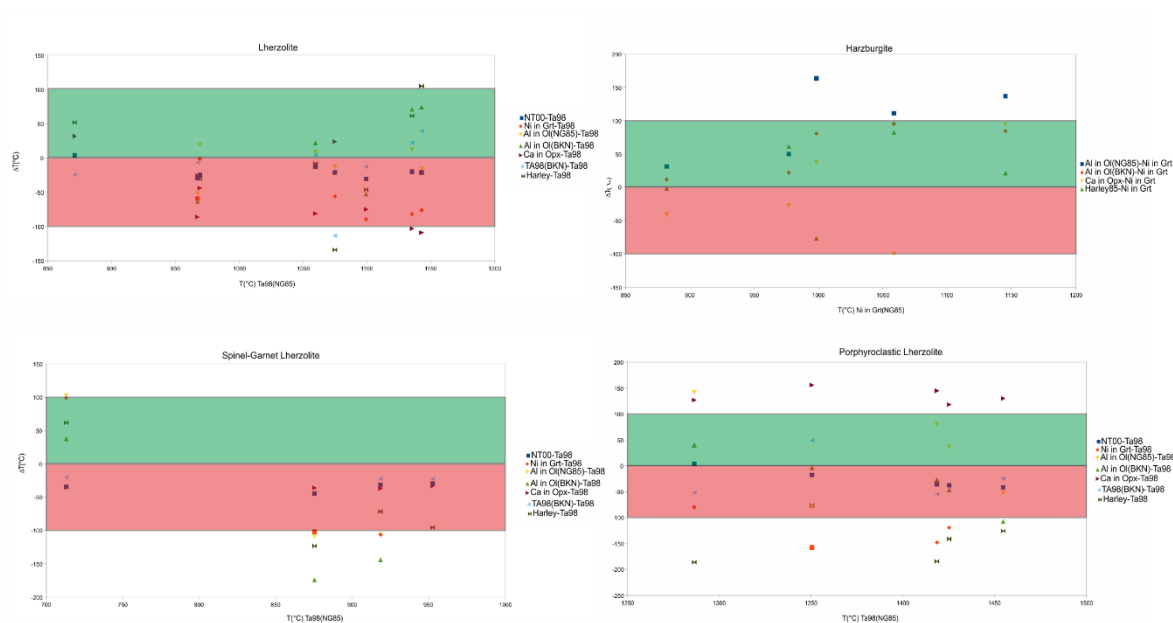 Lherzolite
150
100
50
0
-50
-100
-150
ΔT(°C)
850 900 950 1000 1050 1100 1150 1200
T(°C) Ta98(NG85)
NT00-Ta98
Ni in Grt-Ta98
Al in Ol(NG85)-Ta98
Al in Ol(BKN)-Ta98
Ca in Opx-Ta98
TA98(BKN)-Ta98
Harley-Ta98
Harzburgite
200
150
100
50
0
-50
-100
-150
850 900 950 1000 1050 1100 1150 1200
T(°C) Ni in Grt(NG85)
Al in Ol(NG85)-Ni in Grt
Al in Ol(BKN)-Ni in Grt
Ca in Opx-Ni in Grt
Harley85-Ni in Grt
Spinel-Garnet Lherzolite
150
100
50
0
-50
-100
-150
-200
ΔT(°C)
700 750 800 850 900 950 1000
T(°C) Ta98(NG85)
NT00-Ta98
Ni in Grt-Ta98
Al in Ol(NG85)-Ta98
Al in Ol(BKN)-Ta98
Ca in Opx-Ta98
TA98(BKN)-Ta98
Harley-Ta98
Porphyroclastic Lherzolite
200
150
100
50
0
-50
-100
-150
-200
-250
1250 1300 1350 1400 1450 1500
T(°C) Ta98(NG85)
NT00-Ta98
Ni in Grt-Ta98
Al in Ol(NG85)-Ta98
Al in Ol(BKN)-Ta98
Ca in Opx-Ta98
TA98(BKN)-Ta98
Harley-Ta98